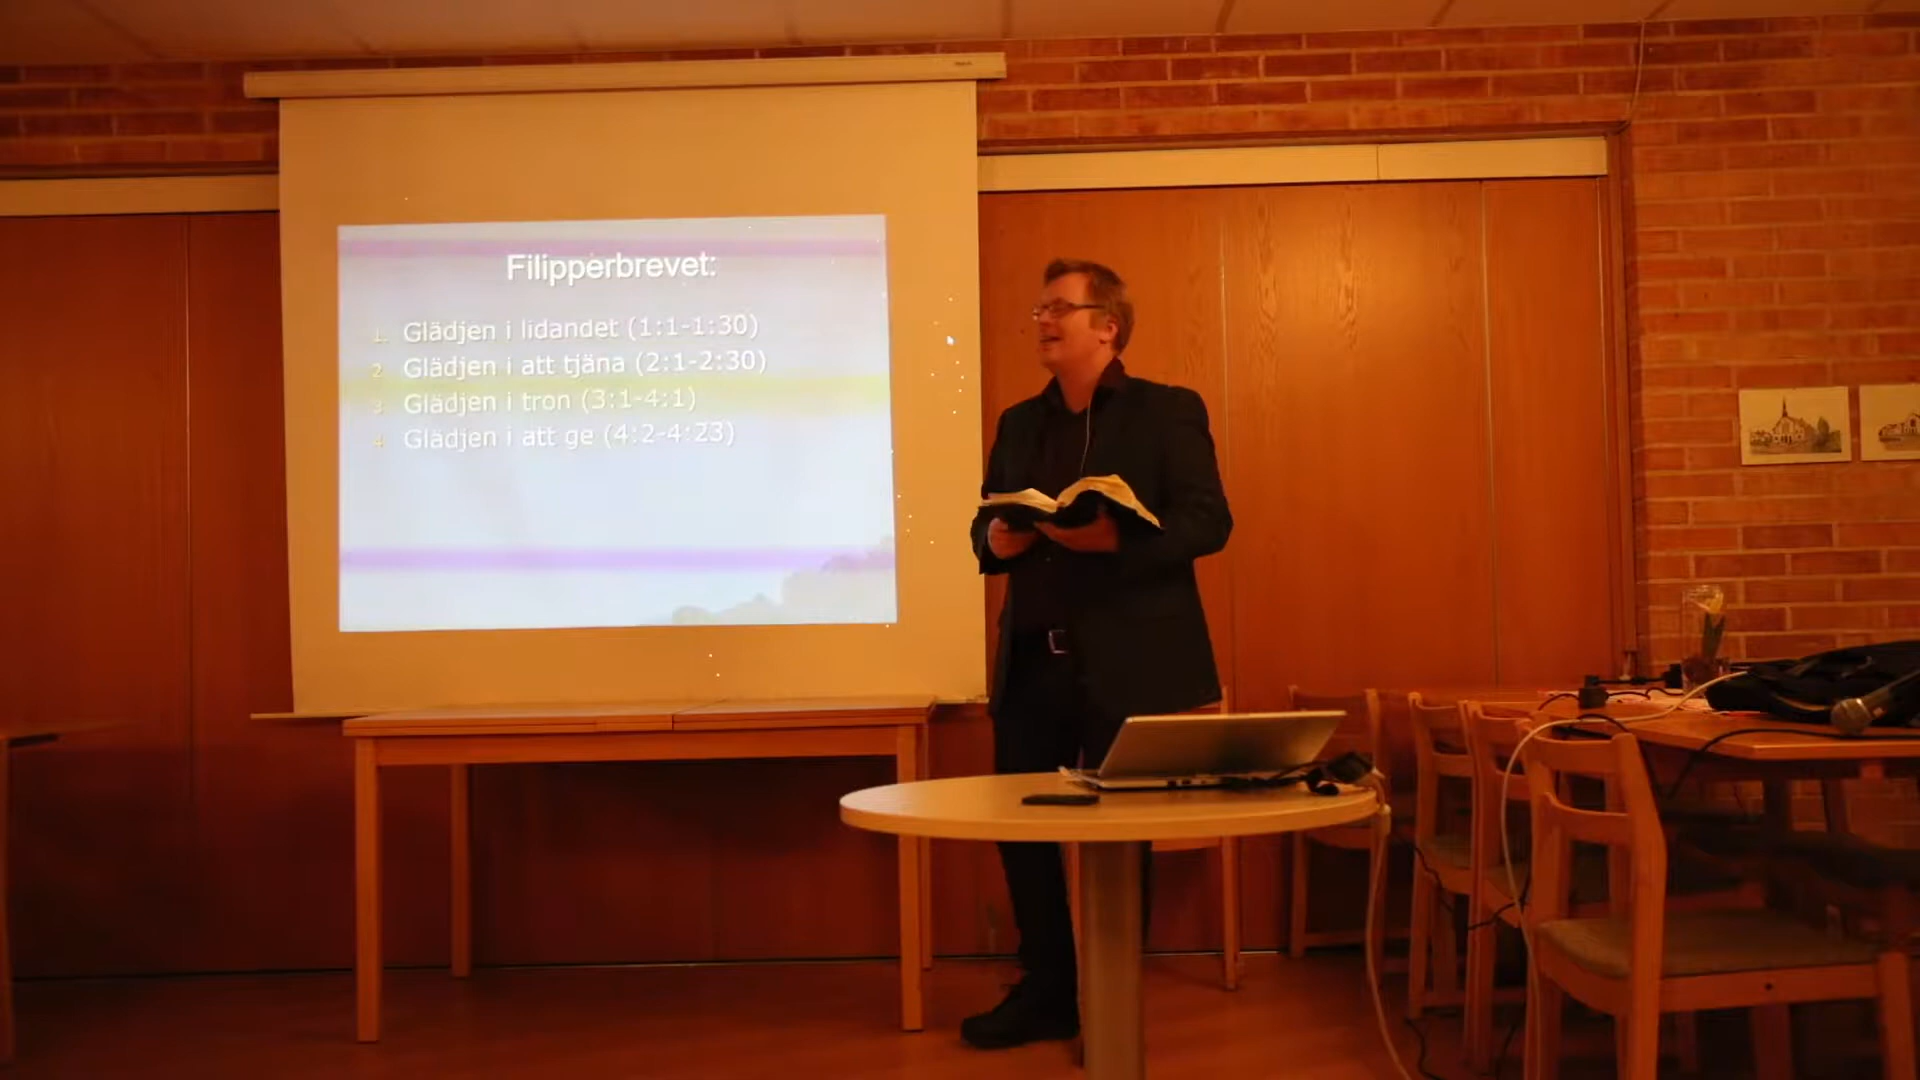 Filipperbrevet:
1. Glädjen i lidandet (1:1-1:30)
2. Glädjen i att tjäna (2:1-2:30)
3. Glädjen i tron (3:1-4:1)
4. Glädjen i att ge (4:2-4:23)